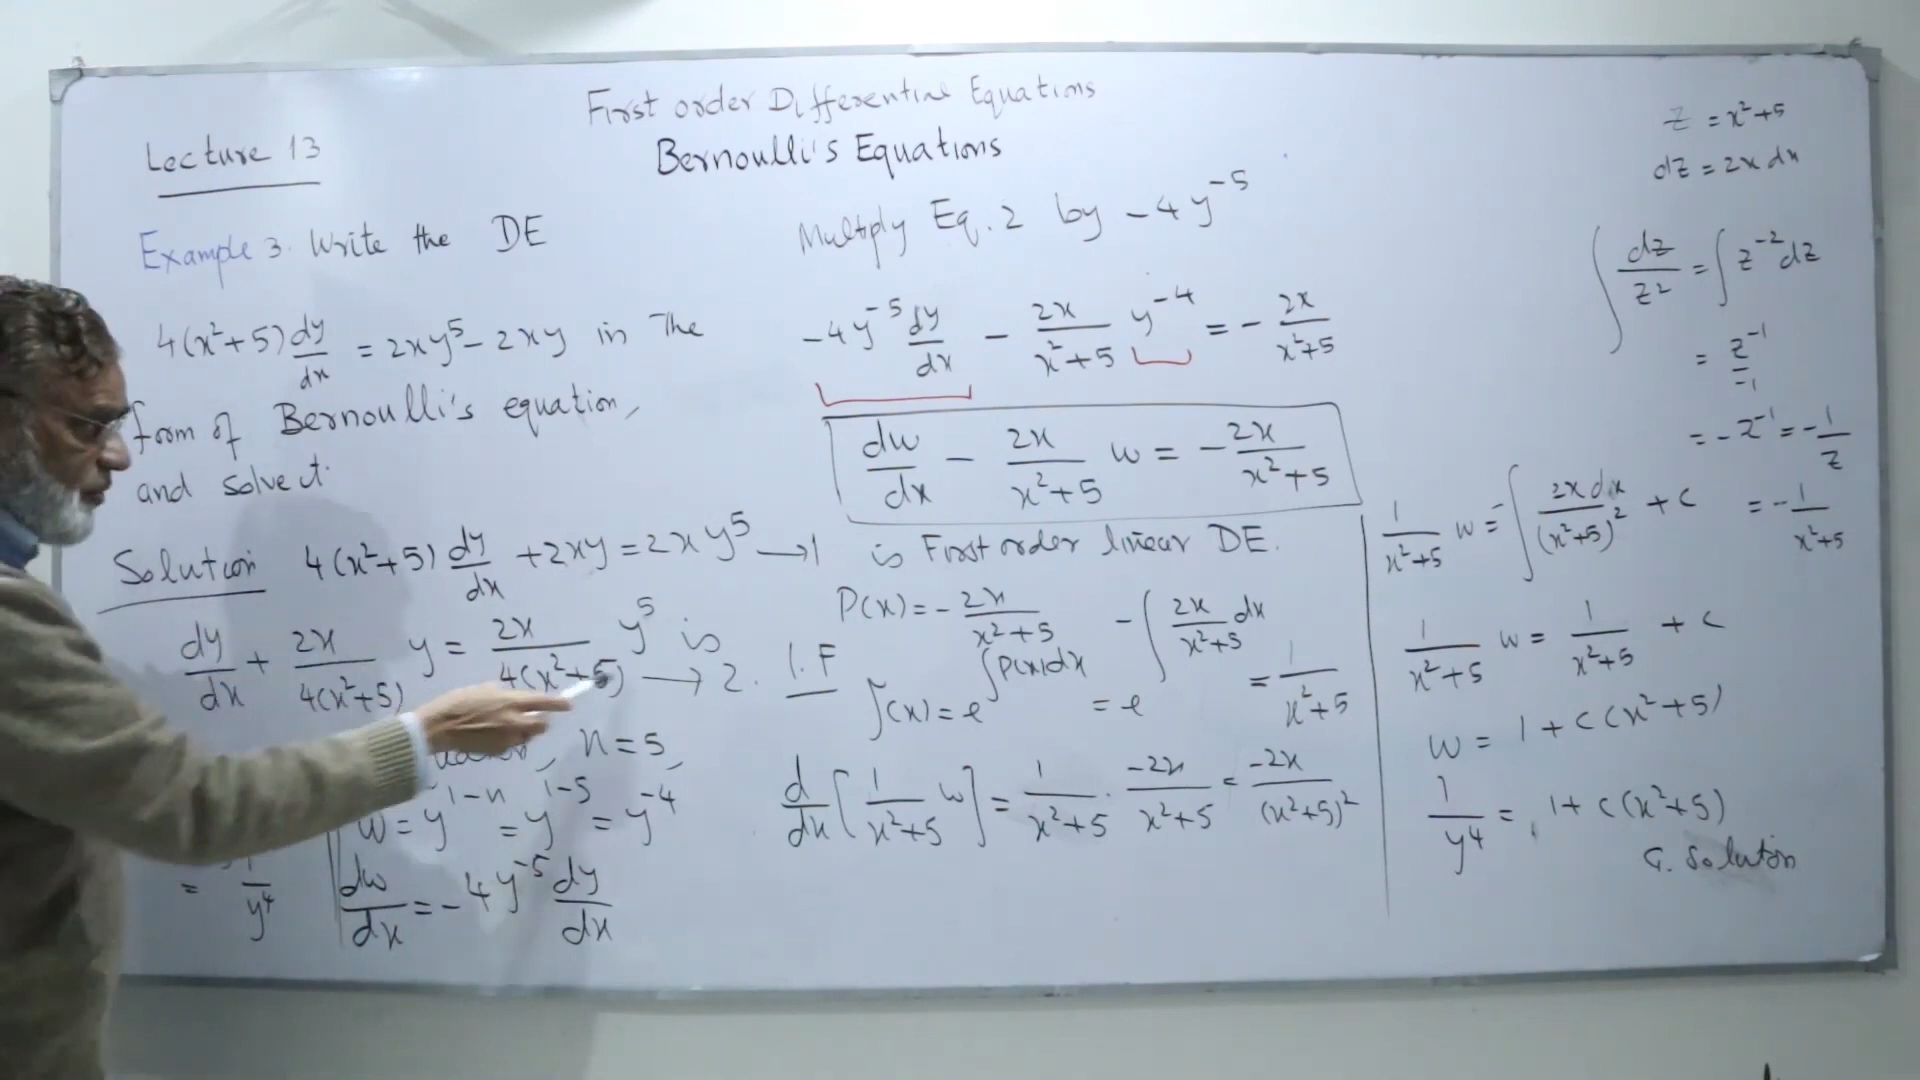 First order Differential Equations
Bernoulli's Equations
Lecture 13
Example 3. Write the DE
4(x²+5) dy/dx = 2xy⁵ - 2xy in the
form of Bernoulli's equation,
and solve it.
Solution 4(x²+5) dy/dx + 2xy = 2xy⁵ → 1
dy/dx + 2x/4(x²+5) y = 2x/4(x²+5) y⁵ is → 2.
n=5,
w = y¹⁻ⁿ = y¹⁻⁵ = y⁻⁴
= 1/y⁴
dw/dx = -4y⁻⁵ dy/dx
Multiply Eq. 2 by -4y⁻⁵
-4y⁻⁵ dy/dx - 2x/x²+5 y⁻⁴ = - 2x/x²+5
dw/dx - 2x/x²+5 w = - 2x/x²+5
is First order linear DE.
P(x) = - 2x/x²+5
I.F
∫(x) = e^∫P(x)dx = e^-∫2x/x²+5 dx = 1/x²+5
d/dx [1/x²+5 w] = 1/x²+5 · -2x/x²+5 = -2x/(x²+5)²
z = x²+5
dz = 2x dx
∫ dz/z² = ∫ z⁻² dz
= z⁻¹/-1
= -z⁻¹ = -1/z
= -1/x²+5
1/x²+5 w = -∫ 2x dx/(x²+5)² + c
1/x²+5 w = 1/x²+5 + c
w = 1 + c(x²+5)
1/y⁴ = 1 + c(x²+5)
G. Solution